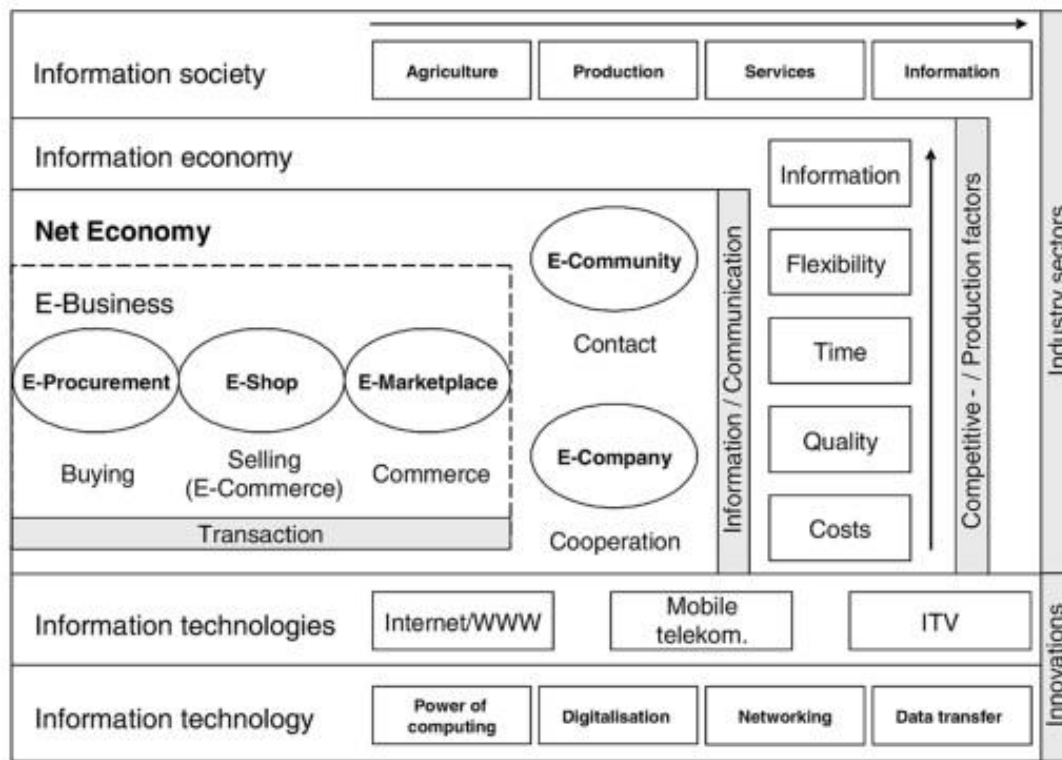 Information society
Agriculture
Production
Services
Information
Information economy
Net Economy
E-Business
E-Procurement
E-Shop
E-Marketplace
Buying
Selling
(E-Commerce)
Commerce
Transaction
E-Community
Contact
E-Company
Cooperation
Information / Communication
Information
Flexibility
Time
Quality
Costs
Competitive - / Production factors
Industry sectors
Information technologies
Internet/WWW
Mobile
telekom.
ITV
Information technology
Power of
computing
Digitalisation
Networking
Data transfer
Innovations